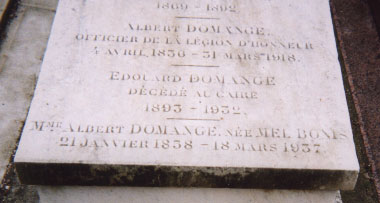 1869 - 1892
ALBERT DOMANGE.
OFFICIER DE LA LÉGION D'HONNEUR
4 AVRIL 1836 - 31 MARS 1918.
EDOUARD DOMANGE
DÉCÉDÉ AU CAIRE
1893 - 1932.
MME ALBERT DOMANGE, NÉE MEL BONIS
21 JANVIER 1858 - 18 MARS 1937.